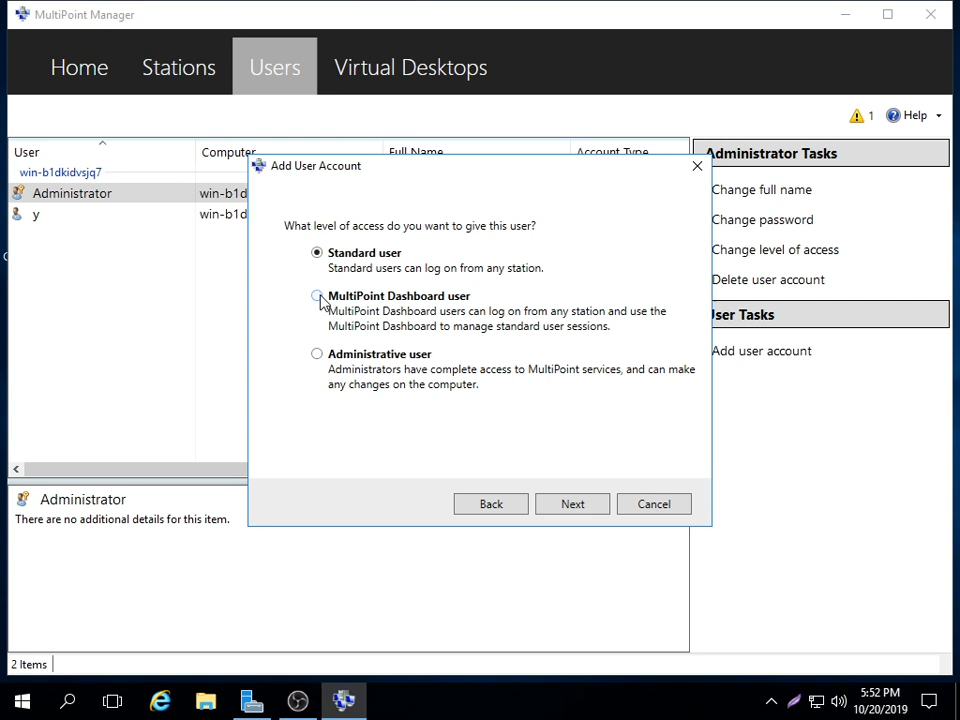 MultiPoint Manager
Home Stations Users Virtual Desktops
1 Help
User Computer Full Name Account Type
win-b1dkidvsjq7
Administrator win-b1d
y win-b1d
Add User Account
What level of access do you want to give this user?
Standard user
Standard users can log on from any station.
MultiPoint Dashboard user
MultiPoint Dashboard users can log on from any station and use the
MultiPoint Dashboard to manage standard user sessions.
Administrative user
Administrators have complete access to MultiPoint services, and can make
any changes on the computer.
Back Next Cancel
Administrator Tasks
Change full name
Change password
Change level of access
Delete user account
User Tasks
Add user account
Administrator
There are no additional details for this item.
2 Items
5:52 PM
10/20/2019